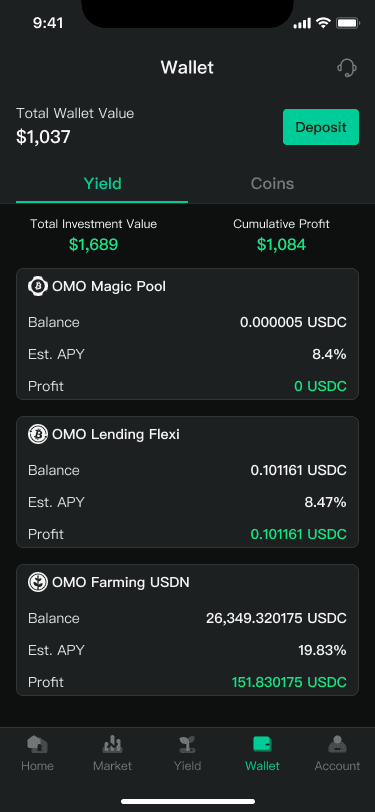 9:41
Wallet
Total Wallet Value
$1,037
Deposit
Yield Coins
Total Investment Value Cumulative Profit
$1,689 $1,084
OMO Magic Pool
Balance 0.000005 USDC
Est. APY 8.4%
Profit 0 USDC
OMO Lending Flexi
Balance 0.101161 USDC
Est. APY 8.47%
Profit 0.101161 USDC
OMO Farming USDN
Balance 26,349.320175 USDC
Est. APY 19.83%
Profit 151.830175 USDC
Home Market Yield Wallet Account